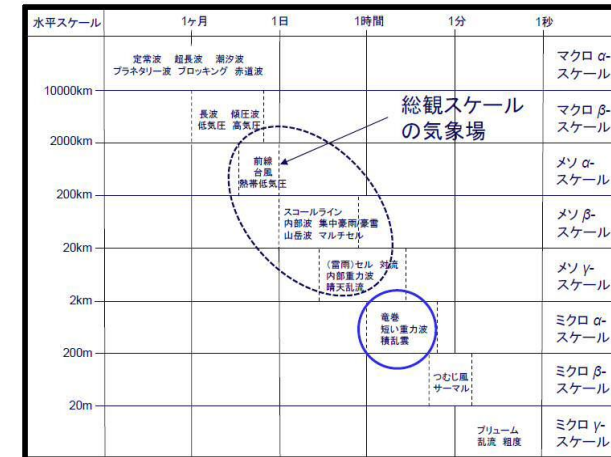 水平スケール 1ヶ月 1日 1時間 1分 1秒
定常波 超長波 潮汐波
プラネタリー波 ブロッキング 赤道波
マクロ α-
スケール
10000km
長波 傾圧波
低気圧 高気圧
総観スケール
の気象場
マクロ β-
スケール
2000km
前線
台風
熱帯低気圧
メソ α-
スケール
200km
スコールライン
内部波 集中豪雨/豪雪
山岳波 マルチセル
メソ β-
スケール
20km
(雷雨)セル 対流
内部重力波
晴天乱流
メソ γ-
スケール
2km
竜巻
短い重力波
積乱雲
ミクロ α-
スケール
200m
つむじ風
サーマル
ミクロ β-
スケール
20m
プリューム
乱流 粗度
ミクロ γ-
スケール